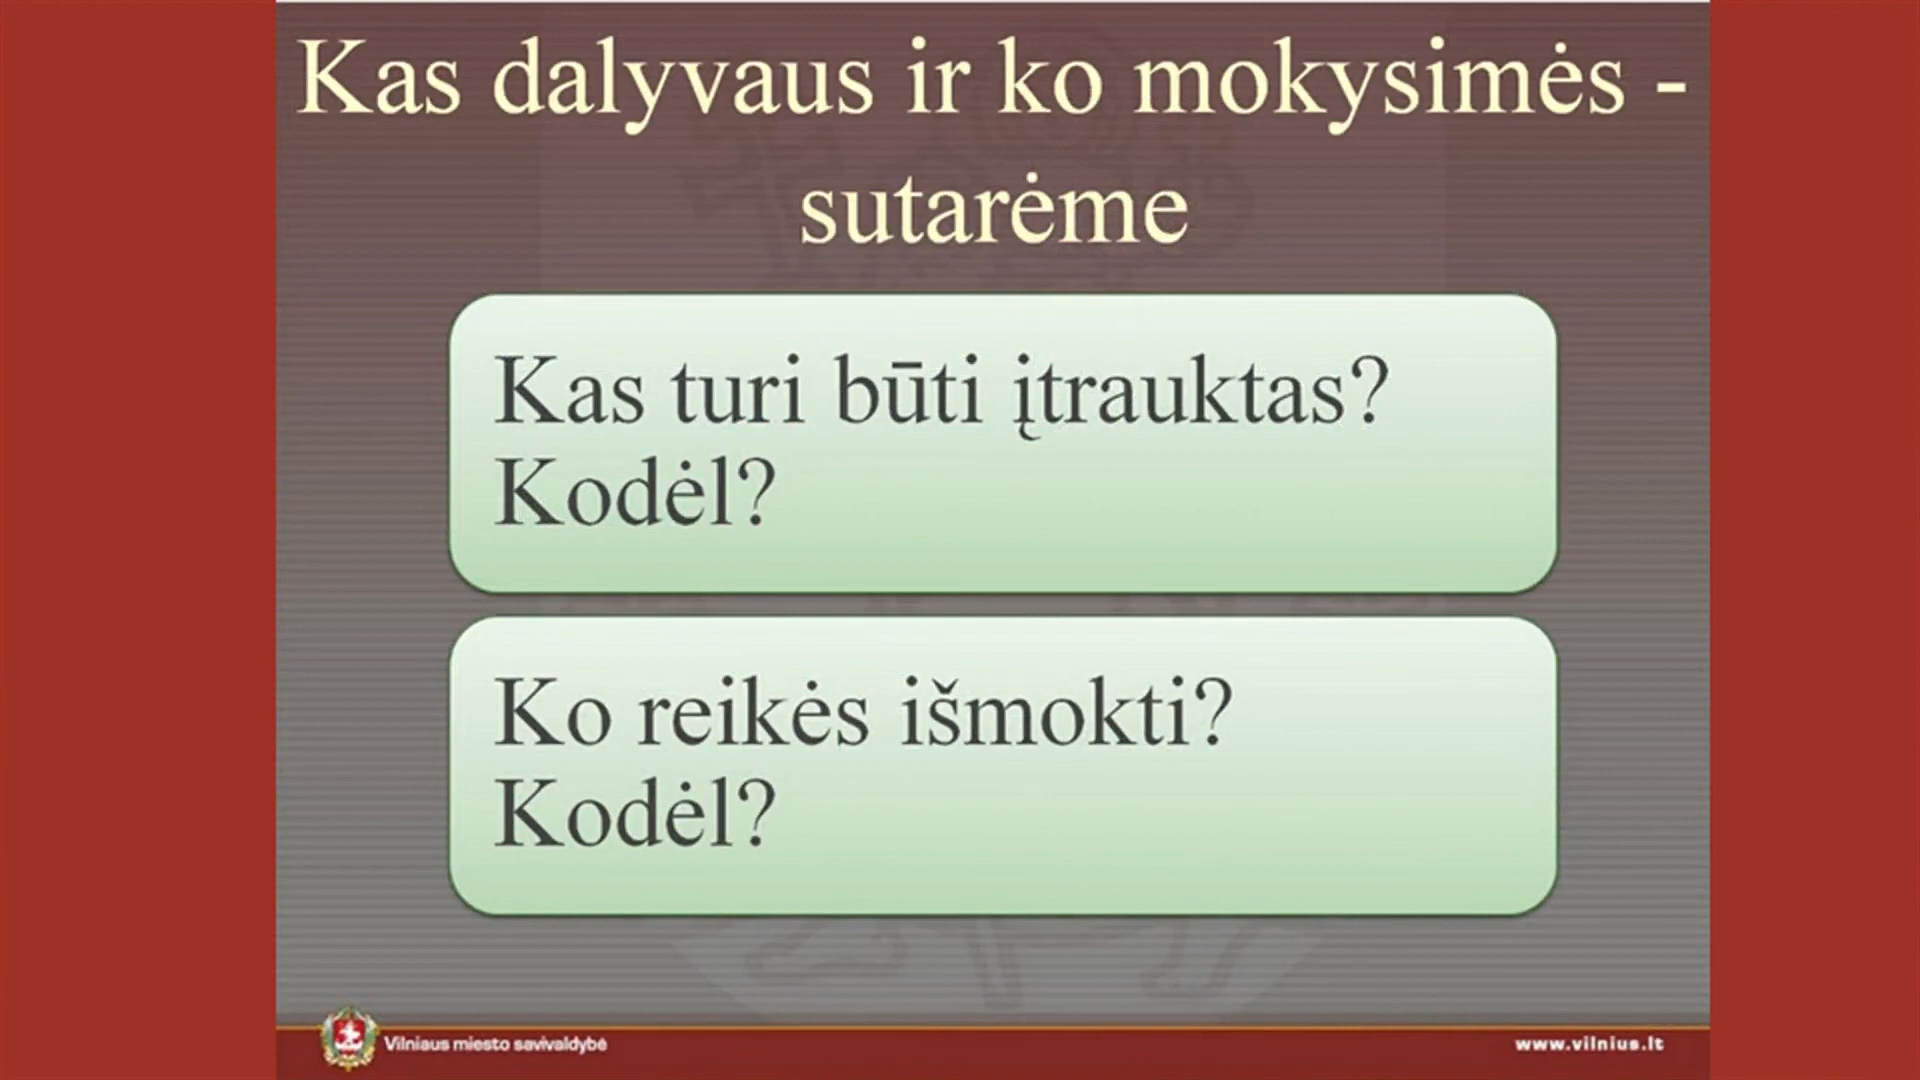 Kas dalyvaus ir ko mokysimės -
sutarėme
Kas turi būti įtrauktas?
Kodėl?
Ko reikės išmokti?
Kodėl?
Vilniaus miesto savivaldybė
www.vilnius.lt